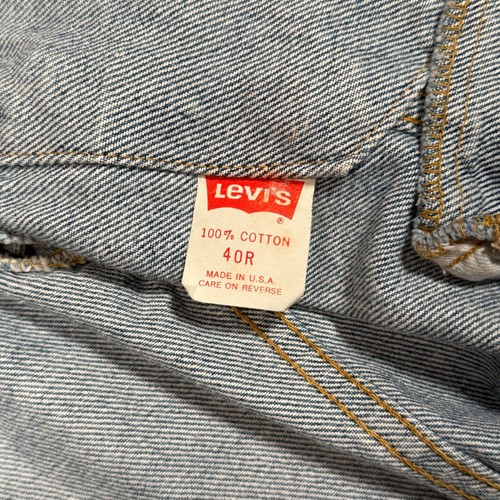 Levi's
®
100% COTTON
40R
MADE IN U.S.A.
CARE ON REVERSE